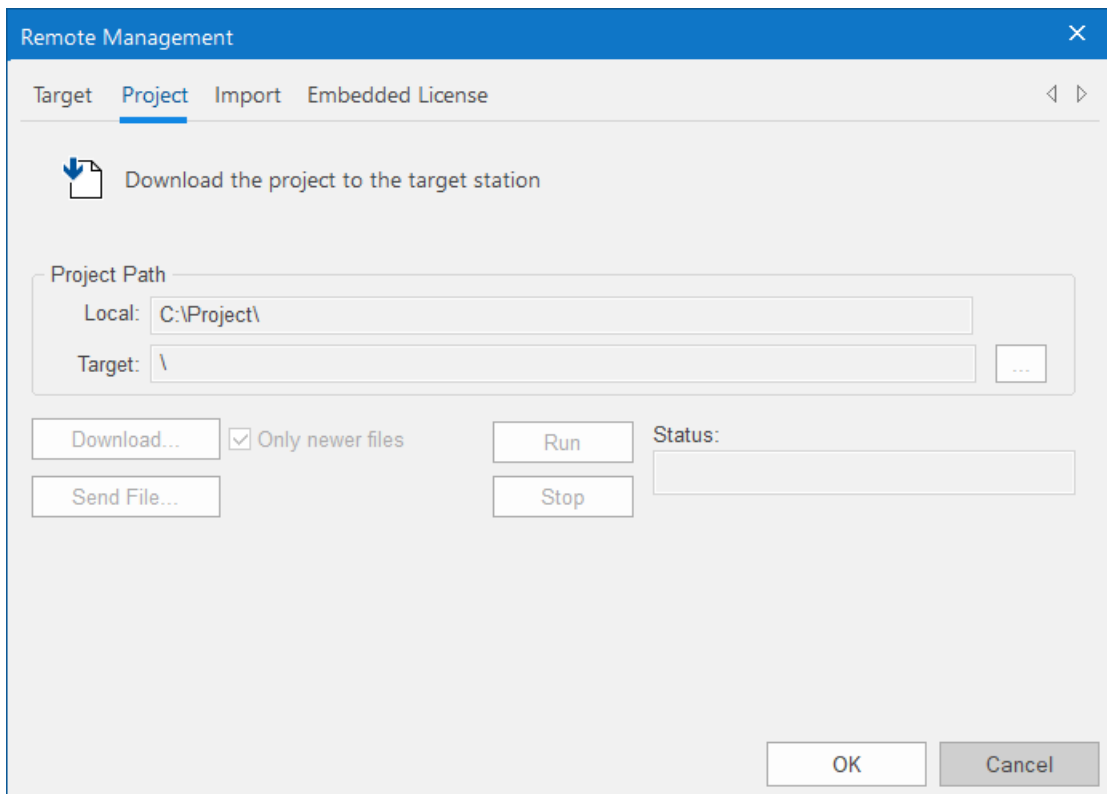 Remote Management
Target Project Import Embedded License
Download the project to the target station
Project Path
Local: C:\Project\
Target: \ ...
Download... Only newer files Run Status:
Send File... Stop
OK Cancel